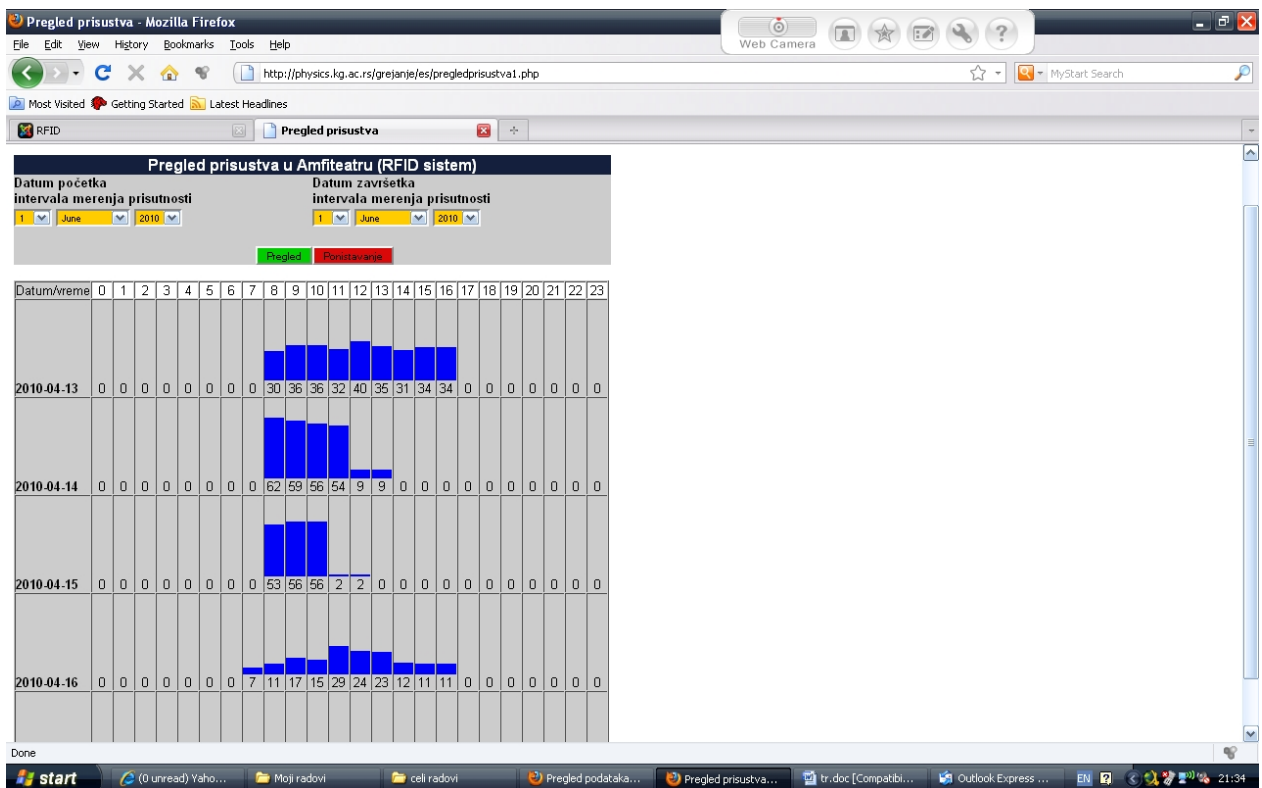 Pregled prisustva - Mozilla Firefox
Web Camera
File Edit View History Bookmarks Tools Help
http://physics.kg.ac.rs/grejanje/es/pregledprisustva1.php
MyStart Search
Most Visited Getting Started Latest Headlines
RFID Pregled prisustva
Pregled prisustva u Amfiteatru (RFID sistem)
Datum početka Datum završetka
intervala merenja prisutnosti intervala merenja prisutnosti
1 June 2010 1 June 2010
Pregled Ponistavanje
Datum/vreme 0 1 2 3 4 5 6 7 8 9 10 11 12 13 14 15 16 17 18 19 20 21 22 23
2010-04-13 0 0 0 0 0 0 0 0 30 36 36 32 40 35 31 34 34 0 0 0 0 0 0 0
2010-04-14 0 0 0 0 0 0 0 0 62 59 56 54 9 9 0 0 0 0 0 0 0 0 0 0
2010-04-15 0 0 0 0 0 0 0 0 53 56 56 2 2 0 0 0 0 0 0 0 0 0 0 0
2010-04-16 0 0 0 0 0 0 0 7 11 17 15 29 24 23 12 11 11 0 0 0 0 0 0 0
Done
start (0 unread) Yaho... Moji radovi celi radovi Pregled podataka... Pregled prisustva... tr.doc [Compatibi... Outlook Express ... EN 21:34